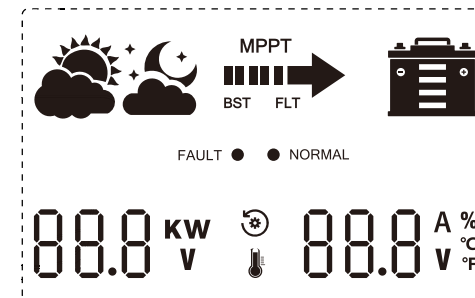 MPPT
BST FLT
FAULT NORMAL
88.8 KW 88.8 A %
V V °C
°F